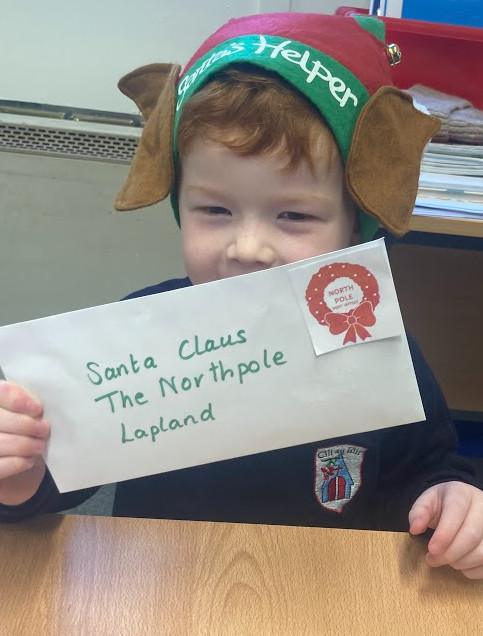 Santa's Helper
NORTH
POLE
Santa Claus
The Northpole
Lapland